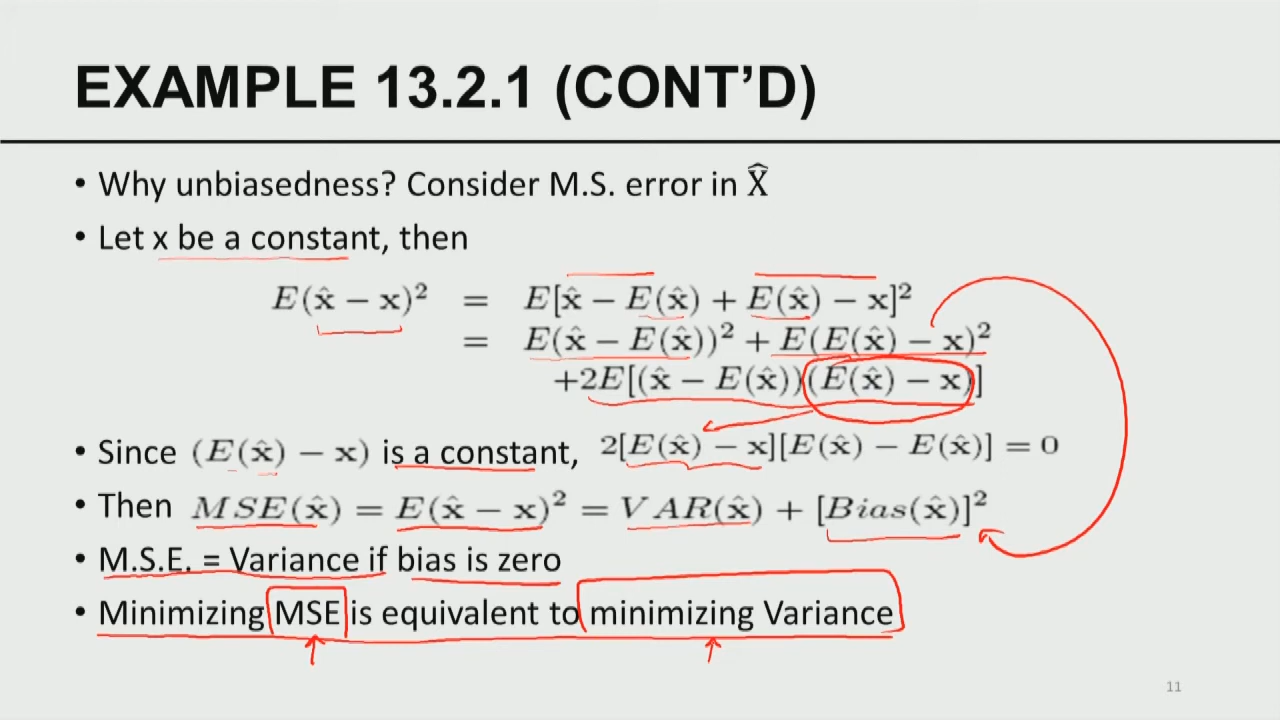 EXAMPLE 13.2.1 (CONT’D)
• Why unbiasedness? Consider M.S. error in X̂
• Let x be a constant, then
E(x̂ − x)² = E[x̂ − E(x̂) + E(x̂) − x]²
= E(x̂ − E(x̂))² + E(E(x̂) − x)²
+2E[(x̂ − E(x̂))(E(x̂) − x)]
• Since (E(x̂) − x) is a constant, 2[E(x̂) − x][E(x̂) − E(x̂)] = 0
• Then MSE(x̂) = E(x̂ − x)² = VAR(x̂) + [Bias(x̂)]²
• M.S.E. = Variance if bias is zero
• Minimizing MSE is equivalent to minimizing Variance
11